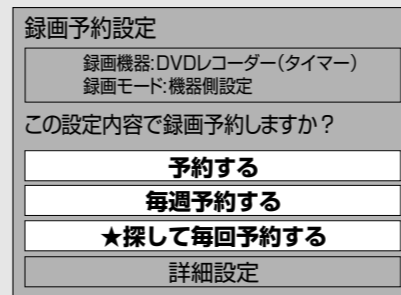 録画予約設定
録画機器:DVDレコーダー(タイマー)
録画モード:機器側設定
この設定内容で録画予約しますか？
予約する
毎週予約する
★探して毎回予約する
詳細設定